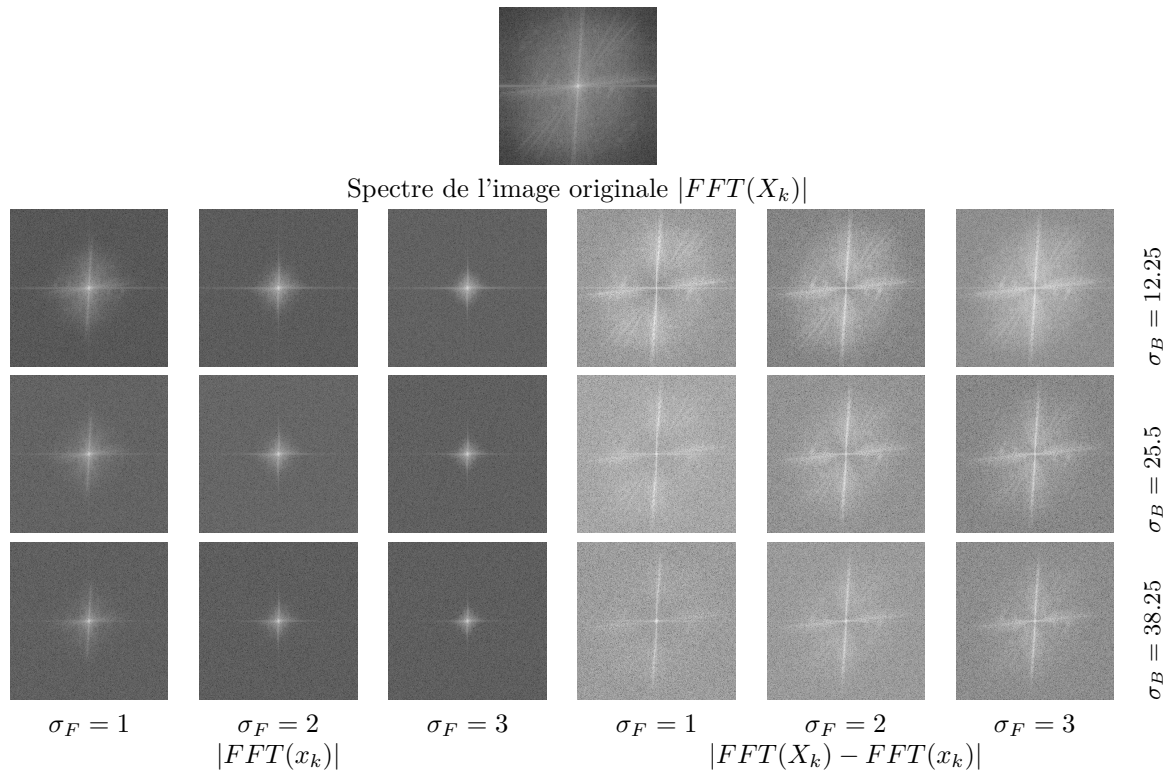 Spectre de l'image originale |FFT(X_k)|
σ_B = 12.25
σ_B = 25.5
σ_B = 38.25
σ_F = 1 σ_F = 2 σ_F = 3 σ_F = 1 σ_F = 2 σ_F = 3
|FFT(x_k)| |FFT(X_k) − FFT(x_k)|